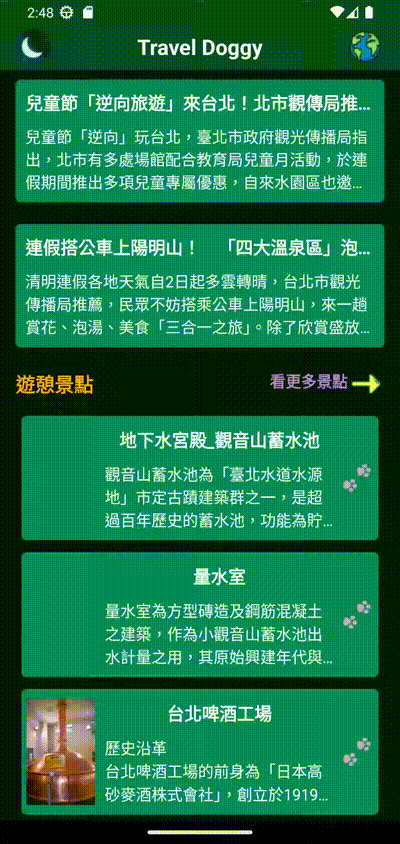 2:48
Travel Doggy
兒童節「逆向旅遊」來台北！北市觀傳局推...
兒童節「逆向」玩台北，臺北市政府觀光傳播局指
出，北市有多處場館配合教育局兒童月活動，於連
假期間推出多項兒童專屬優惠，自來水園區也邀...
連假搭公車上陽明山！　「四大溫泉區」泡...
清明連假各地天氣自2日起多雲轉晴，台北市觀光
傳播局推薦，民眾不妨搭乘公車上陽明山，來一趟
賞花、泡湯、美食「三合一之旅」。除了欣賞盛放...
遊憩景點
看更多景點
地下水宮殿_觀音山蓄水池
觀音山蓄水池為「臺北水道水源
地」市定古蹟建築群之一，是超
過百年歷史的蓄水池，功能為貯...
量水室
量水室為方型磚造及鋼筋混凝土
之建築，作為小觀音山蓄水池出
水計量之用，其原始興建年代與...
台北啤酒工場
歷史沿革
台北啤酒工場的前身為「日本高
砂麥酒株式會社」，創立於1919...